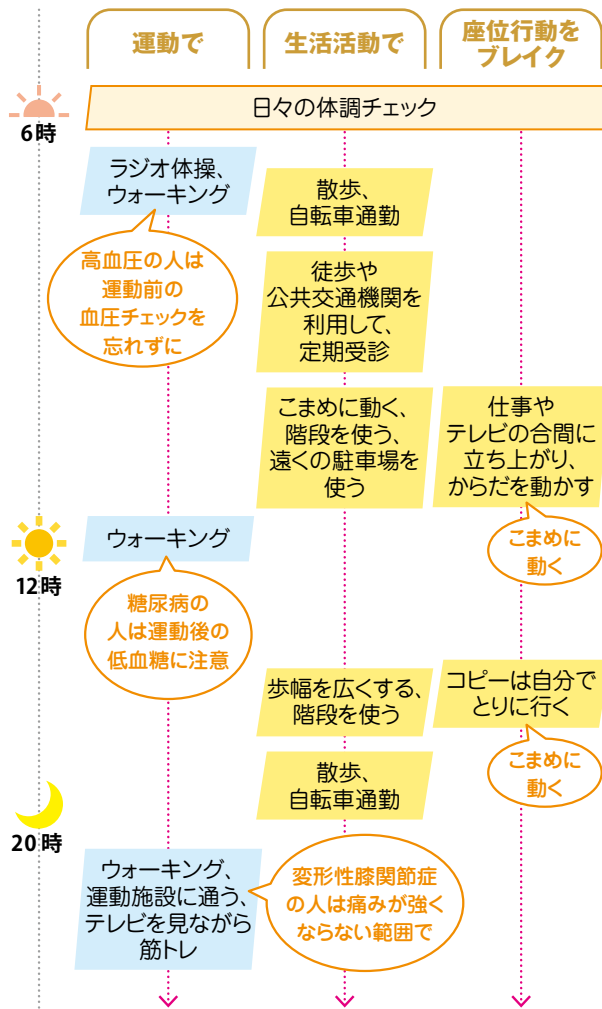 運動で
生活活動で
座位行動を
ブレイク
日々の体調チェック
6時
ラジオ体操、
ウォーキング
高血圧の人は
運動前の
血圧チェックを
忘れずに
散歩、
自転車通勤
徒歩や
公共交通機関を
利用して、
定期受診
こまめに動く、
階段を使う、
遠くの駐車場を
使う
仕事や
テレビの合間に
立ち上がり、
からだを動かす
こまめに
動く
12時
ウォーキング
糖尿病の
人は運動後の
低血糖に注意
歩幅を広くする、
階段を使う
コピーは自分で
とりに行く
こまめに
動く
散歩、
自転車通勤
20時
ウォーキング、
運動施設に通う、
テレビを見ながら
筋トレ
変形性膝関節症
の人は痛みが強く
ならない範囲で